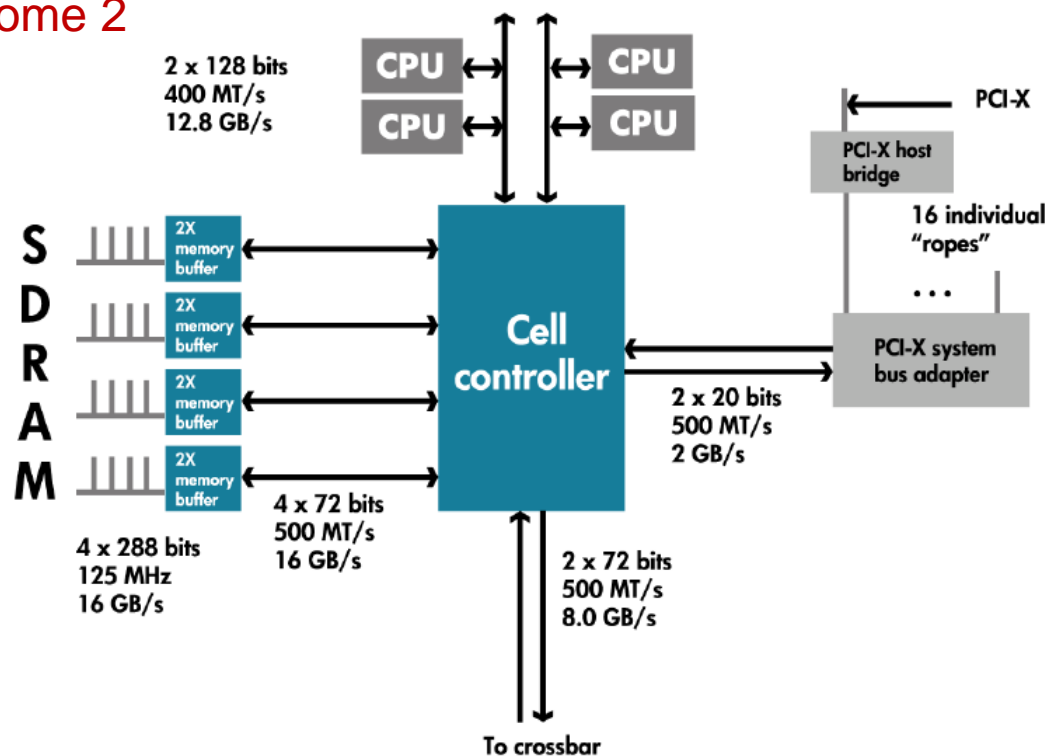 ome 2
2 x 128 bits
400 MT/s
12.8 GB/s
CPU
CPU
CPU
CPU
PCI-X
PCI-X host
bridge
16 individual
“ropes”
...
PCI-X system
bus adapter
2 x 20 bits
500 MT/s
2 GB/s
S
D
R
A
M
2X
memory
buffer
2X
memory
buffer
2X
memory
buffer
2X
memory
buffer
Cell
controller
4 x 72 bits
500 MT/s
16 GB/s
4 x 288 bits
125 MHz
16 GB/s
2 x 72 bits
500 MT/s
8.0 GB/s
To crossbar